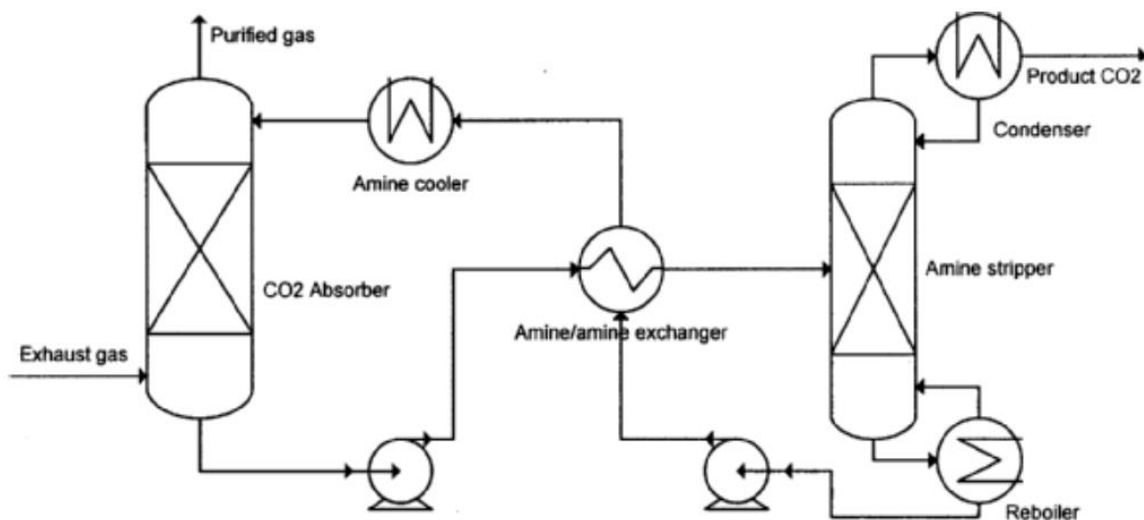 Purified gas
Product CO2
Condenser
Amine cooler
Amine stripper
CO2 Absorber
Amine/amine exchanger
Exhaust gas
Reboiler